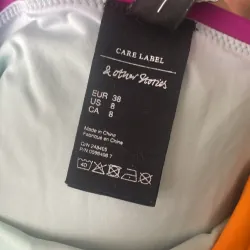 CARE LABEL
& other Stories
EUR 38
US 8
CA 8
Made in China
Fabriqué en Chine